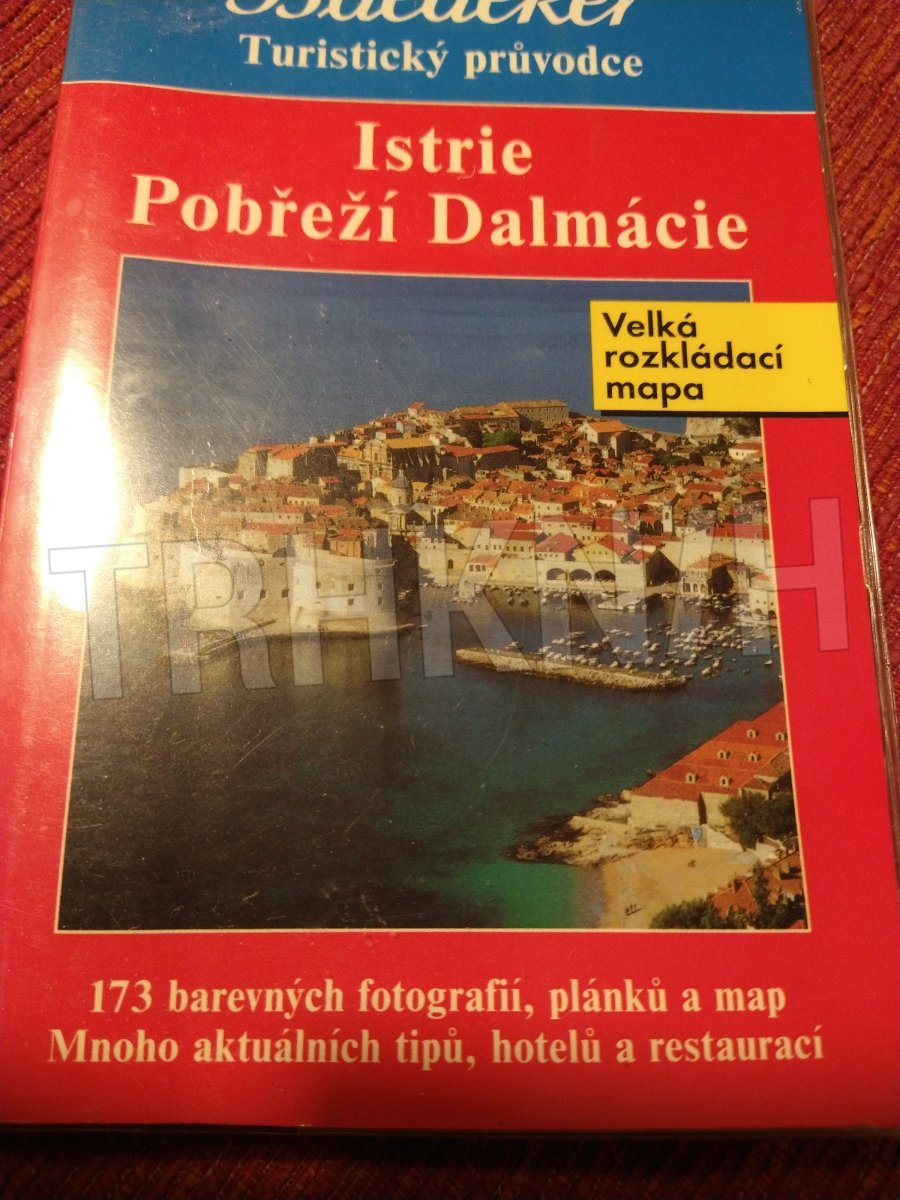 Baedeker
Turistický průvodce
Istrie
Pobřeží Dalmácie
Velká
rozkládací
mapa
TRHKNIH
173 barevných fotografií, plánků a map
Mnoho aktuálních tipů, hotelů a restaurací